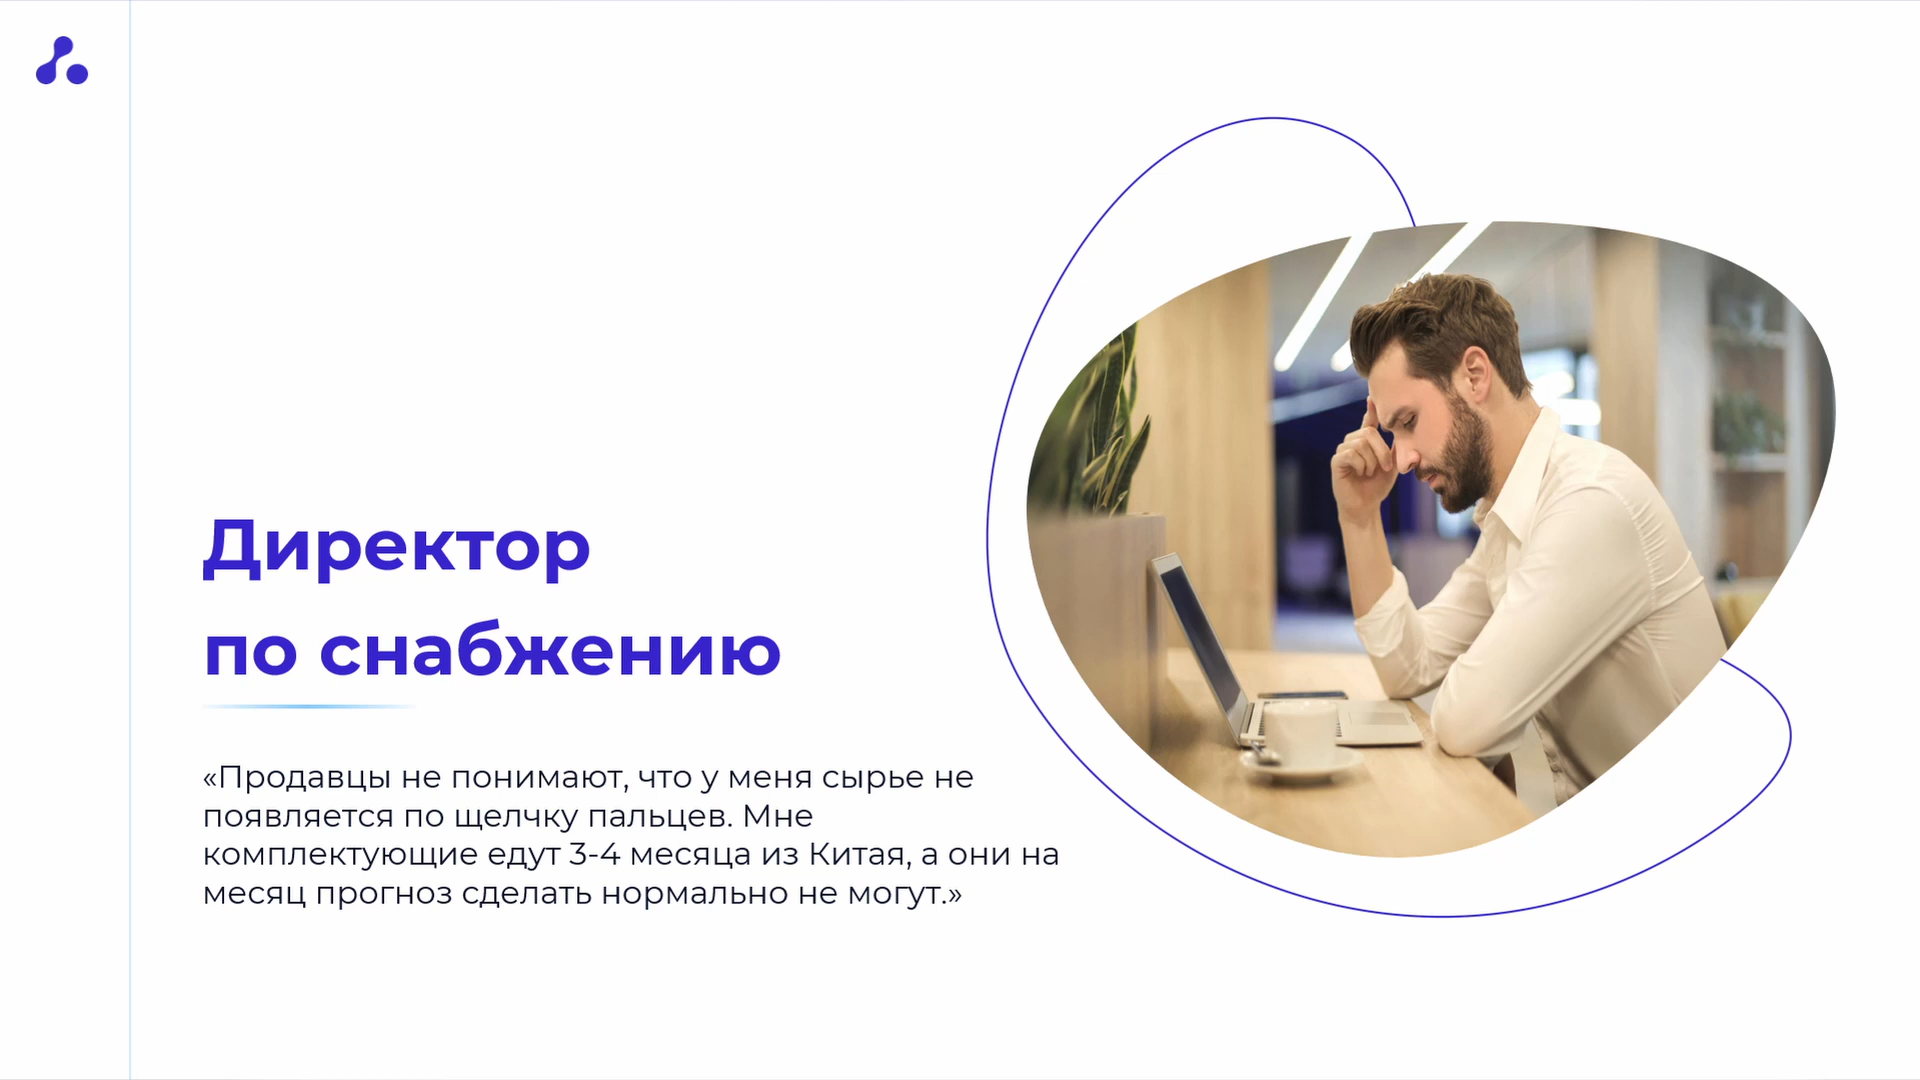 Директор
по снабжению
«Продавцы не понимают, что у меня сырье не
появляется по щелчку пальцев. Мне
комплектующие едут 3-4 месяца из Китая, а они на
месяц прогноз сделать нормально не могут.»